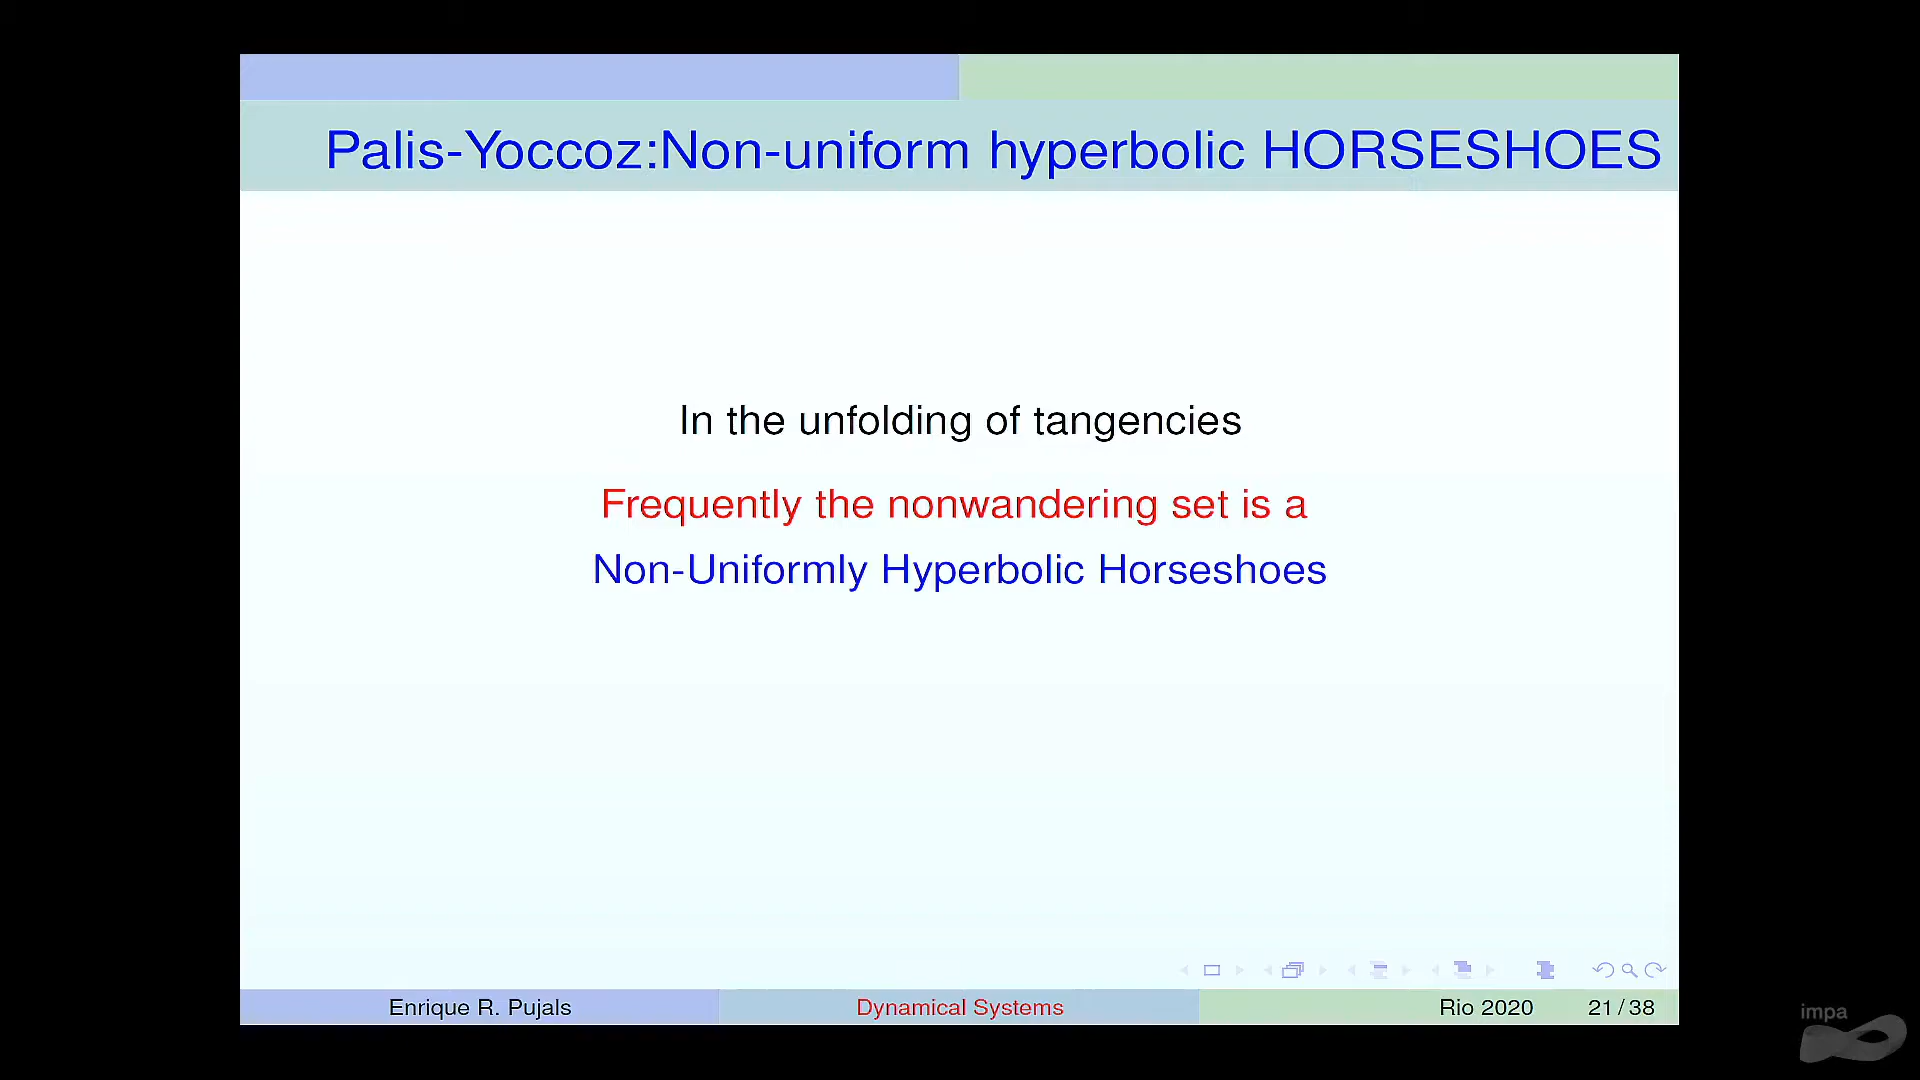 Palis-Yoccoz:Non-uniform hyperbolic HORSESHOES
In the unfolding of tangencies
Frequently the nonwandering set is a
Non-Uniformly Hyperbolic Horseshoes
Enrique R. Pujals
Dynamical Systems
Rio 2020
21 / 38
impa